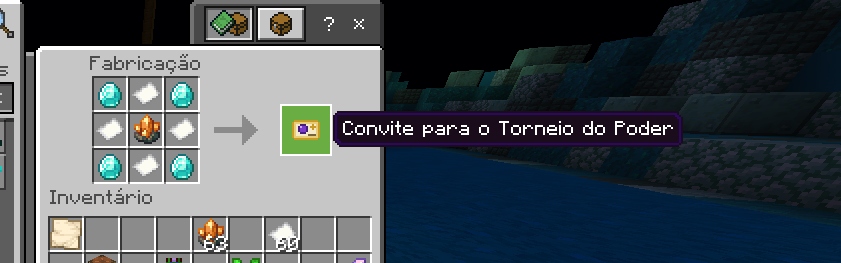 ? ×
Fabricação
Convite para o Torneio do Poder
Inventário
63 60